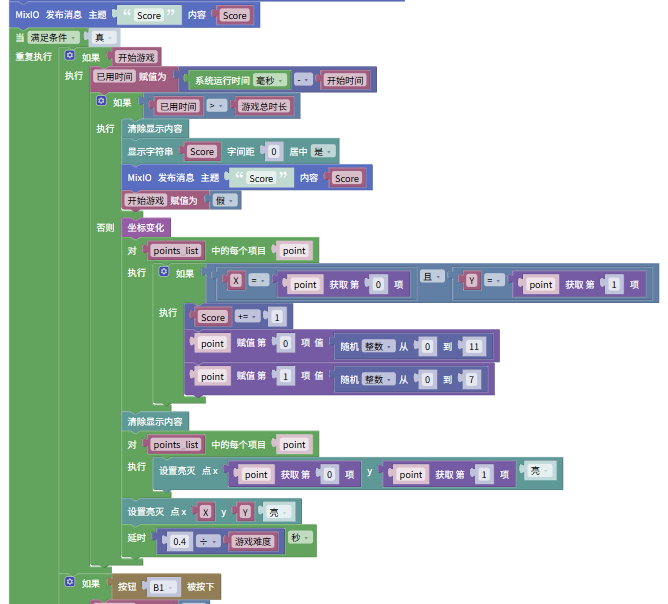 MixIO 发布消息 主题 “ Score ” 内容 Score
当 满足条件 真
重复执行 如果 开始游戏
执行 已用时间 赋值为 系统运行时间 毫秒 - 开始时间
如果 已用时间 > 游戏总时长
执行 清除显示内容
显示字符串 Score 字间距 0 居中 是
MixIO 发布消息 主题 “ Score ” 内容 Score
开始游戏 赋值为 假
否则 坐标变化
对 points_list 中的每个项目 point
执行 如果 X = point 获取 第 0 项 且 Y = point 获取 第 1 项
执行 Score += 1
point 赋值 第 0 项 值 随机 整数 从 0 到 11
point 赋值 第 1 项 值 随机 整数 从 0 到 7
清除显示内容
对 points_list 中的每个项目 point
执行 设置亮灭 点 x point 获取 第 0 项 y point 获取 第 1 项 亮
设置亮灭 点 x X y Y 亮
延时 0.4 ÷ 游戏难度 秒
如果 按钮 B1 被按下